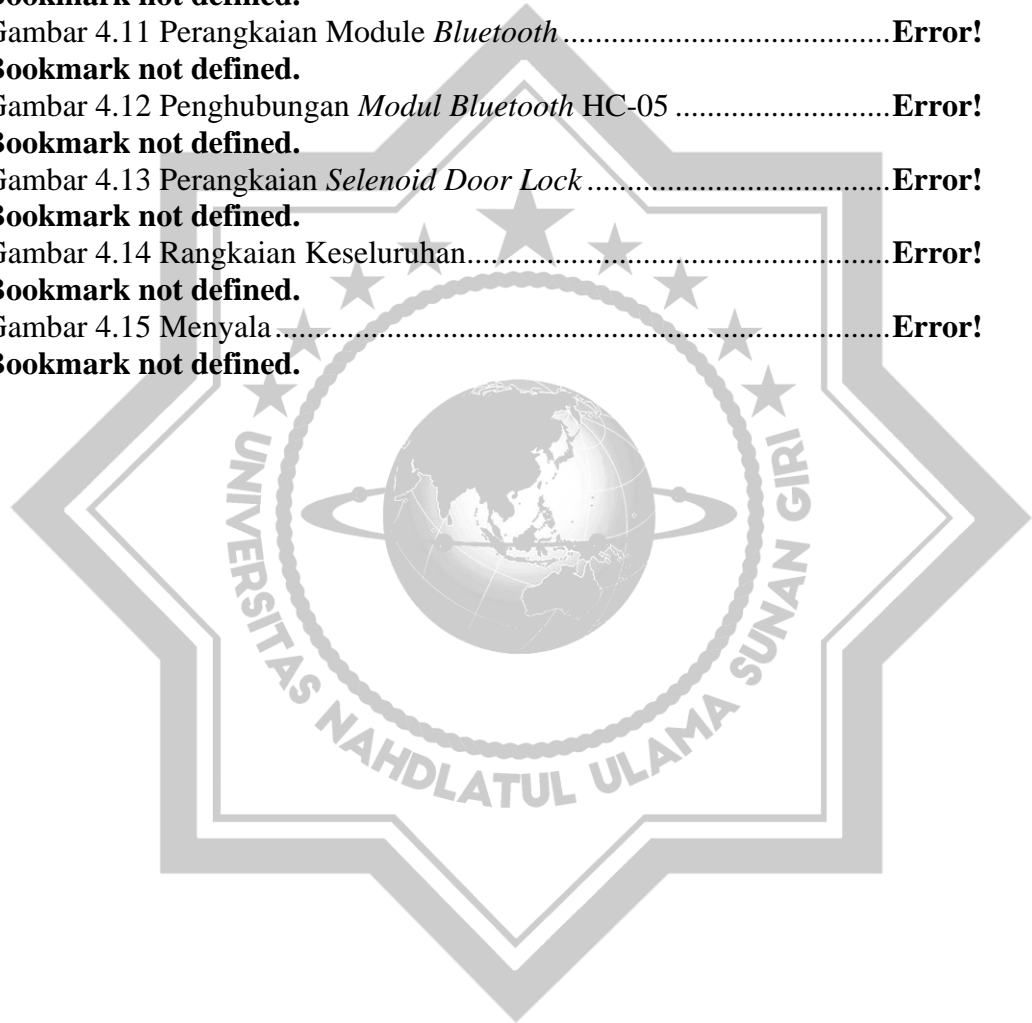 Bookmark not defined.
Gambar 4.11 Perangkaian Module Bluetooth....................................Error!
Bookmark not defined.
Gambar 4.12 Penghubungan Modul Bluetooth HC-05 ..........................Error!
Bookmark not defined.
Gambar 4.13 Perangkaian Selenoid Door Lock.................................Error!
Bookmark not defined.
Gambar 4.14 Rangkaian Keseluruhan..............................................Error!
Bookmark not defined.
Gambar 4.15 Menyala...................................................................Error!
Bookmark not defined.
UNIVERSITAS NAHDLATUL ULAMA SUNAN GIRI